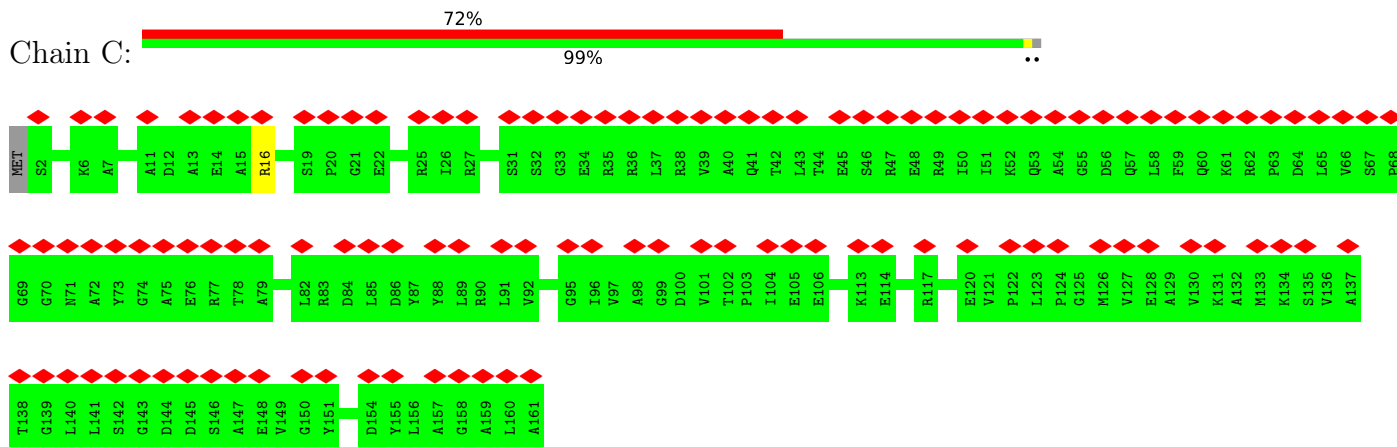 72%
Chain C:
99%
••
MET S2 K6 A7 A11 D12 A13 E14 A15 R16 S19 P20 G21 E22 R25 I26 R27 S31 S32 G33 E34 R35 R36 L37 R38 V39 A40 Q41 T42 L43 T44 E45 S46 R47 E48 R49 I50 I51 K52 Q53 A54 G55 D56 Q57 L58 F59 Q60 K61 R62 P63 D64 L65 V66 S67 P68
G69 G70 N71 A72 Y73 G74 A75 E76 R77 T78 A79 L82 R83 D84 L85 D86 Y87 Y88 L89 R90 L91 V92 G95 I96 V97 A98 G99 D100 V101 T102 P103 I104 E105 E106 K113 E114 R117 E120 V121 P122 L123 P124 G125 M126 V127 E128 A129 V130 K131 A132 M133 K134 S135 V136 A137
T138 G139 L140 L141 S142 G143 D144 D145 S146 A147 E148 V149 G150 Y151 D154 Y155 L156 A157 G158 A159 L160 A161